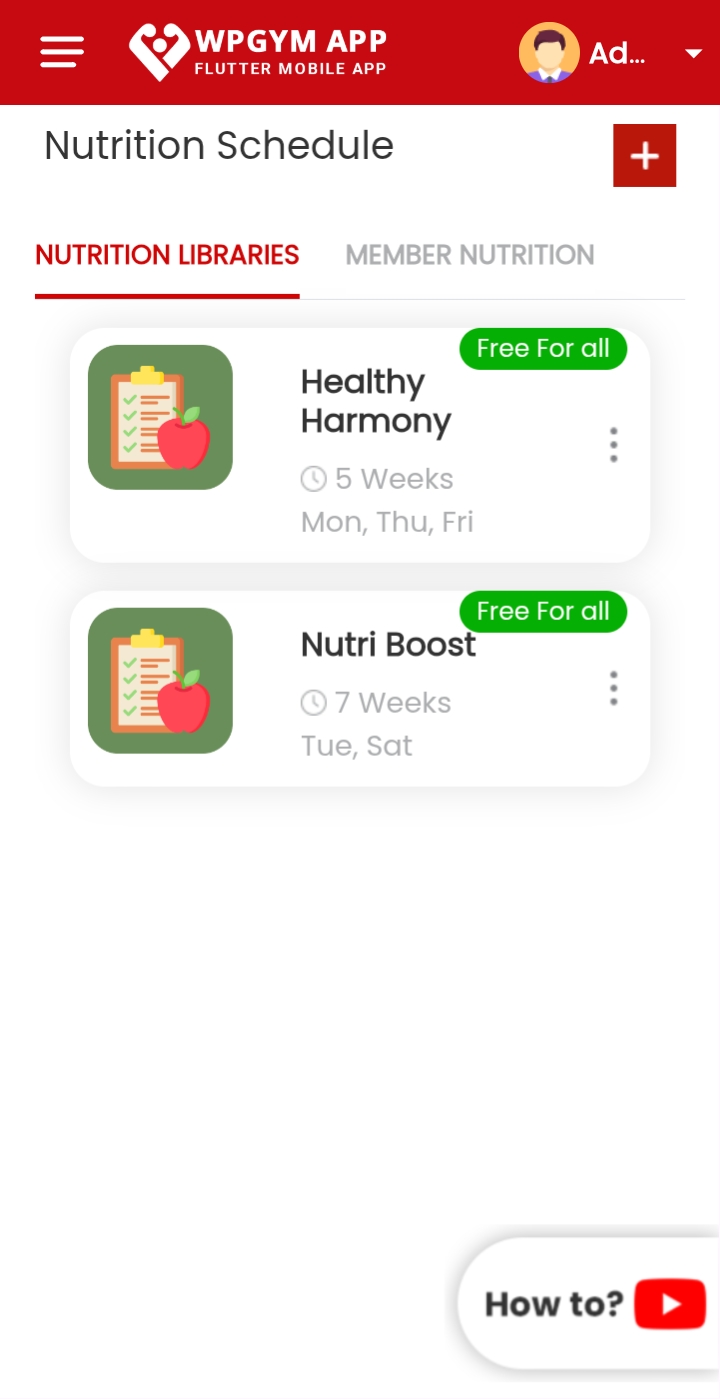 WPGYM APP
FLUTTER MOBILE APP
Ad...
Nutrition Schedule
NUTRITION LIBRARIES
MEMBER NUTRITION
Free For all
Healthy
Harmony
5 Weeks
Mon, Thu, Fri
Free For all
Nutri Boost
7 Weeks
Tue, Sat
How to?